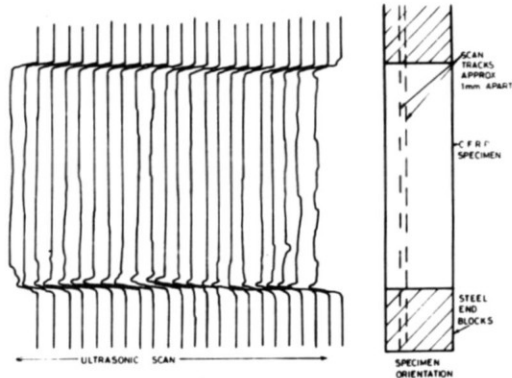 SCAN
TRACKS
APPROX
1mm APART
C F R P
SPECIMEN
STEEL
END
BLOCKS
ULTRASONIC SCAN
SPECIMEN
ORIENTATION